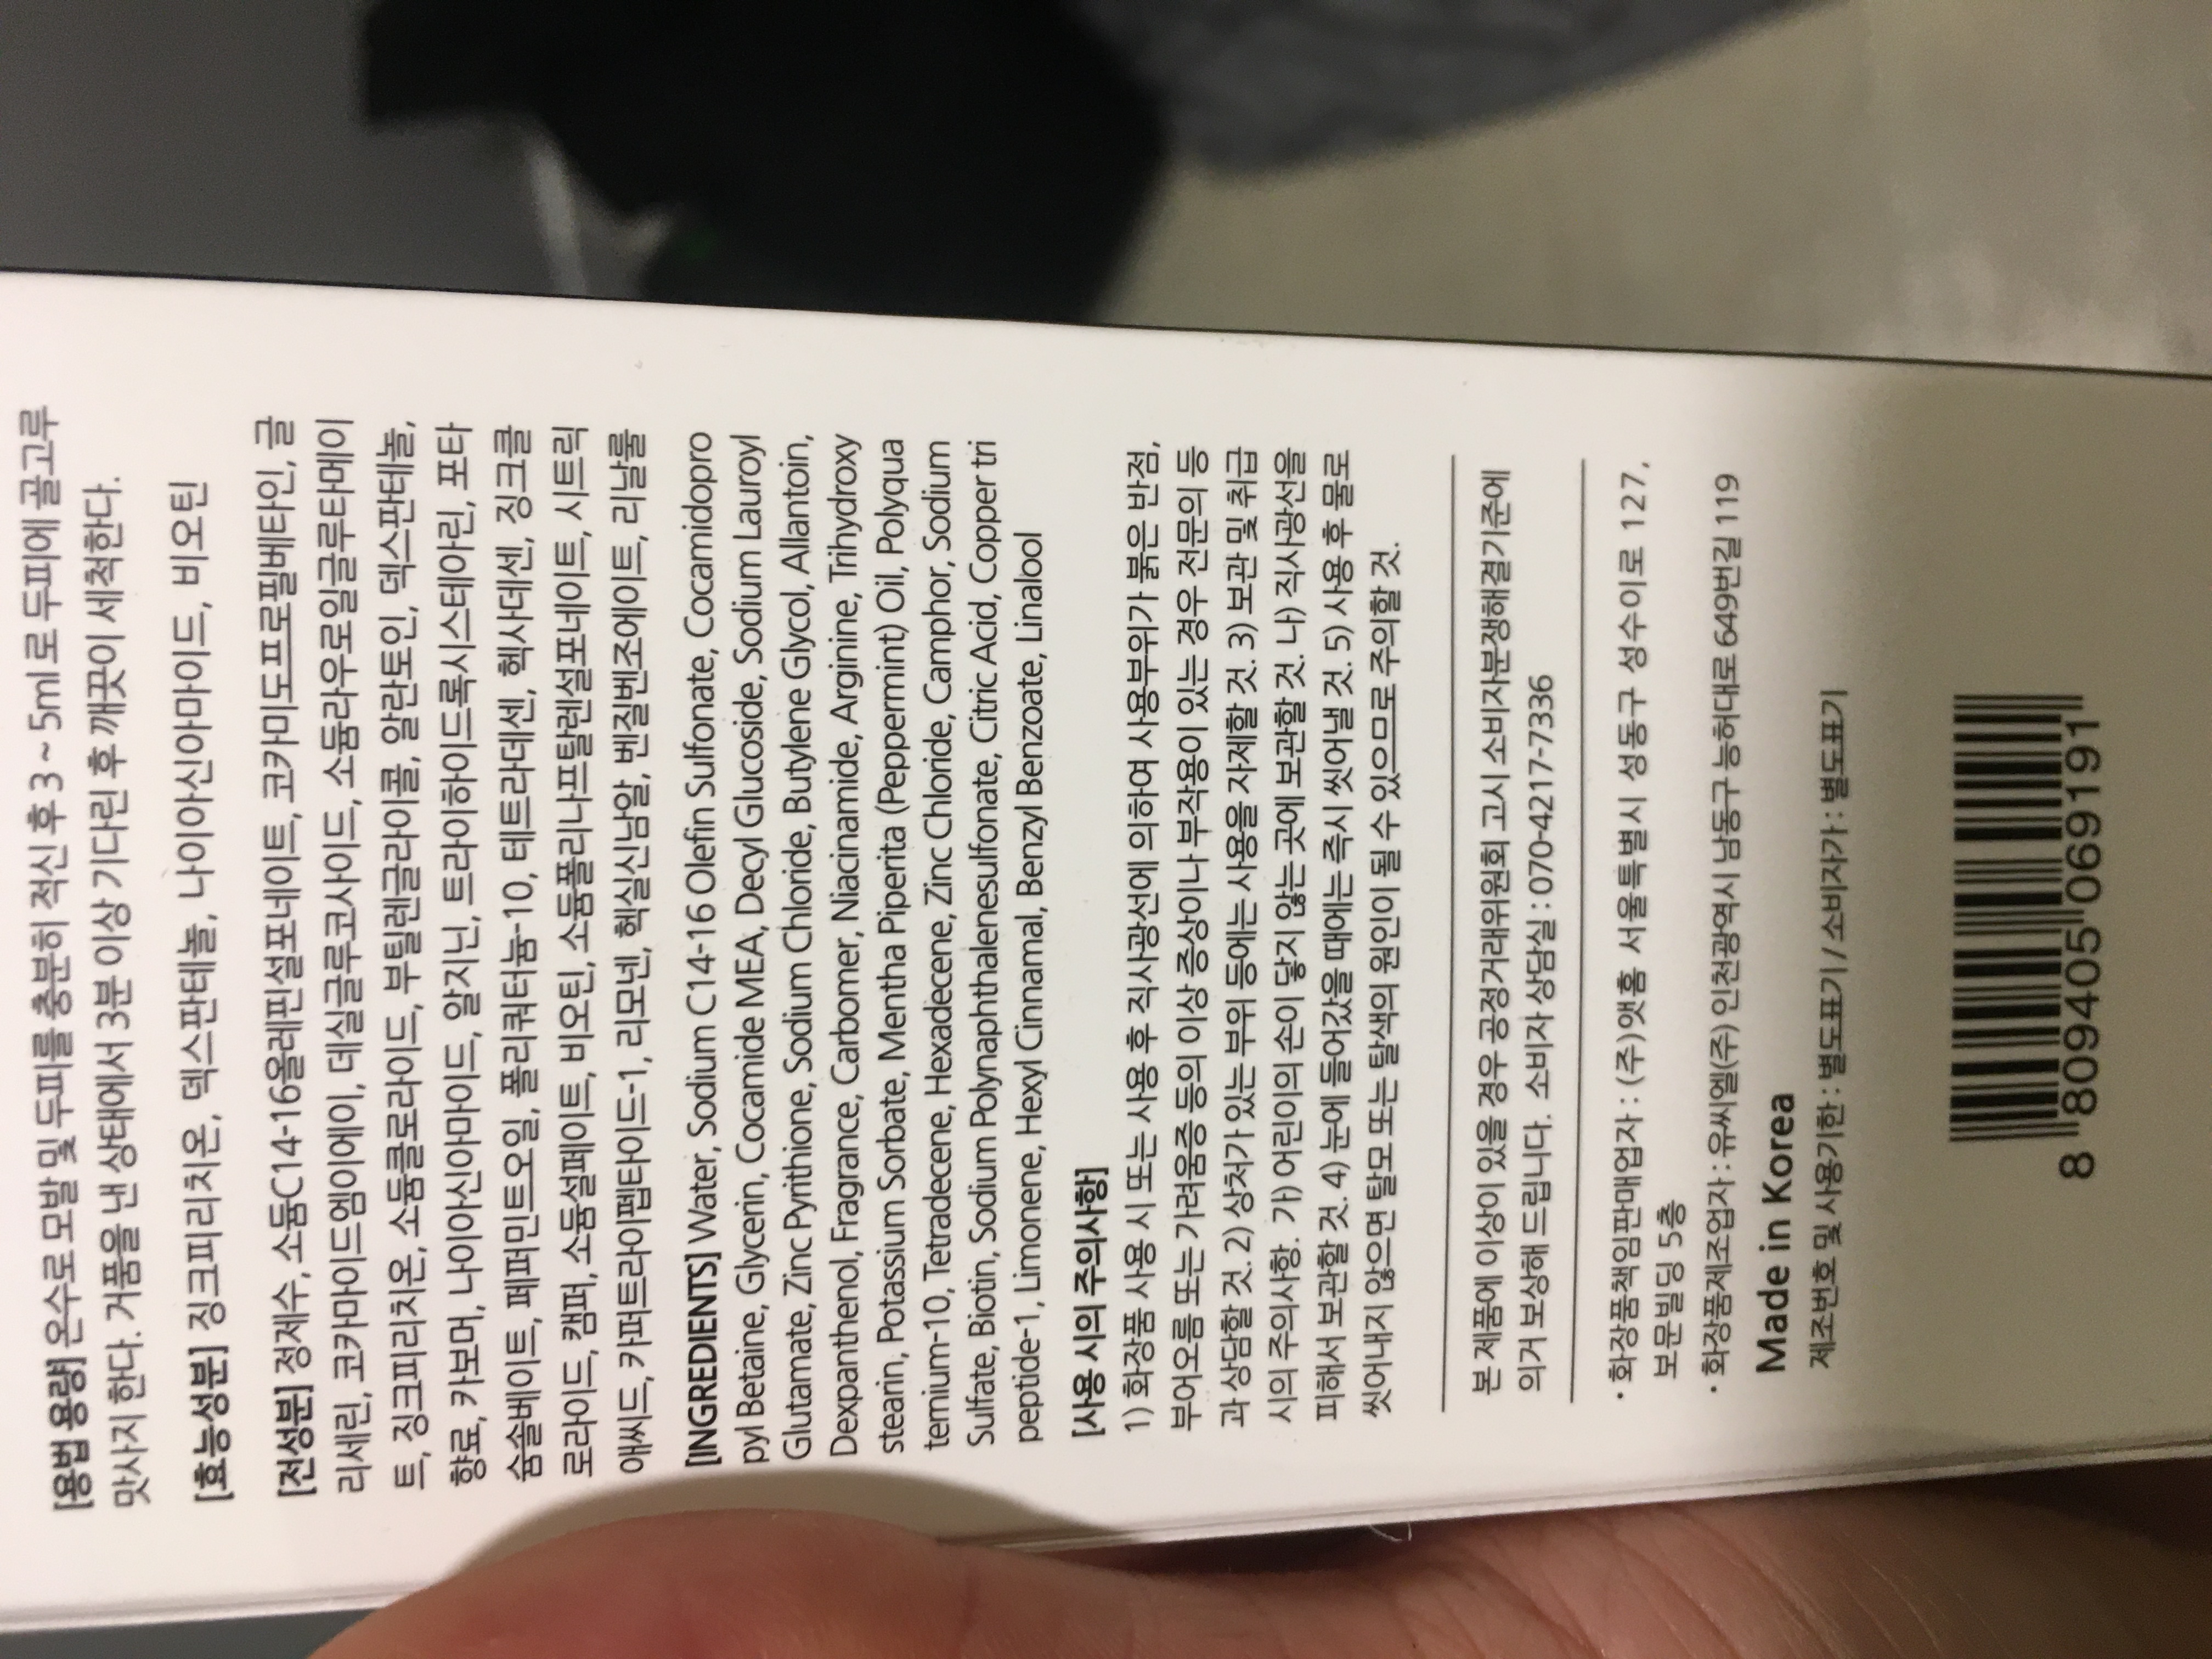 [용법 용량] 온수로 모발 및 두피를 충분히 적신 후 3 ~ 5ml 로 두피에 골고루
맛사지 한다. 거품을 낸 상태에서 3분 이상 기다린 후 깨끗이 세척한다.
[효능성분] 징크피리치온, 덱스판테놀, 나이아신아마이드, 비오틴
[전성분] 정제수, 소듐C14-16올레핀설포네이트, 코카미도프로필베타인, 글
리세린, 코카마이드엠이에이, 데실글루코사이드, 소듐라우로일글루타메이
트, 징크피리치온, 소듐클로라이드, 부틸렌글라이콜, 알란토인, 덱스판테놀,
향료, 카보머, 나이아신아마이드, 알지닌, 트라이하이드록시스테아린, 포타
슘솔베이트, 페퍼민트오일, 폴리쿼터늄-10, 테트라데센, 헥사데센, 징크클
로라이드, 캠퍼, 소듐설페이트, 비오틴, 소듐폴리나프탈렌설포네이트, 시트릭
애씨드, 카퍼트라이펩타이드-1, 리모넨, 헥실신남알, 벤질벤조에이트, 리날룰
[INGREDIENTS] Water, Sodium C14-16 Olefin Sulfonate, Cocamidopro
pyl Betaine, Glycerin, Cocamide MEA, Decyl Glucoside, Sodium Lauroyl
Glutamate, Zinc Pyrithione, Sodium Chloride, Butylene Glycol, Allantoin,
Dexpanthenol, Fragrance, Carbomer, Niacinamide, Arginine, Trihydroxy
stearin, Potassium Sorbate, Mentha Piperita (Peppermint) Oil, Polyqua
ternium-10, Tetradecene, Hexadecene, Zinc Chloride, Camphor, Sodium
Sulfate, Biotin, Sodium Polynaphthalenesulfonate, Citric Acid, Copper tri
peptide-1, Limonene, Hexyl Cinnamal, Benzyl Benzoate, Linalool
[사용 시의 주의사항]
1) 화장품 사용 시 또는 사용 후 직사광선에 의하여 사용부위가 붉은 반점,
부어오름 또는 가려움증 등의 이상 증상이나 부작용이 있는 경우 전문의 등
과 상담할 것. 2) 상처가 있는 부위 등에는 사용을 자제할 것. 3) 보관 및 취급
시의 주의사항. 가) 어린이의 손이 닿지 않는 곳에 보관할 것. 나) 직사광선을
피해서 보관할 것. 4) 눈에 들어갔을 때에는 즉시 씻어낼 것. 5) 사용 후 물로
씻어내지 않으면 탈모 또는 탈색의 원인이 될 수 있으므로 주의할 것.
본 제품에 이상이 있을 경우 공정거래위원회 고시 소비자분쟁해결기준에
의거 보상해 드립니다. 소비자 상담실 : 070-4217-7336
· 화장품책임판매업자 : (주)앳홈 서울특별시 성동구 성수이로 127,
보문빌딩 5층
· 화장품제조업자 : 유씨엘(주) 인천광역시 남동구 능허대로 649번길 119
Made in Korea
제조번호 및 사용기한 : 별도표기 / 소비자가 : 별도표기
8 809405 069191